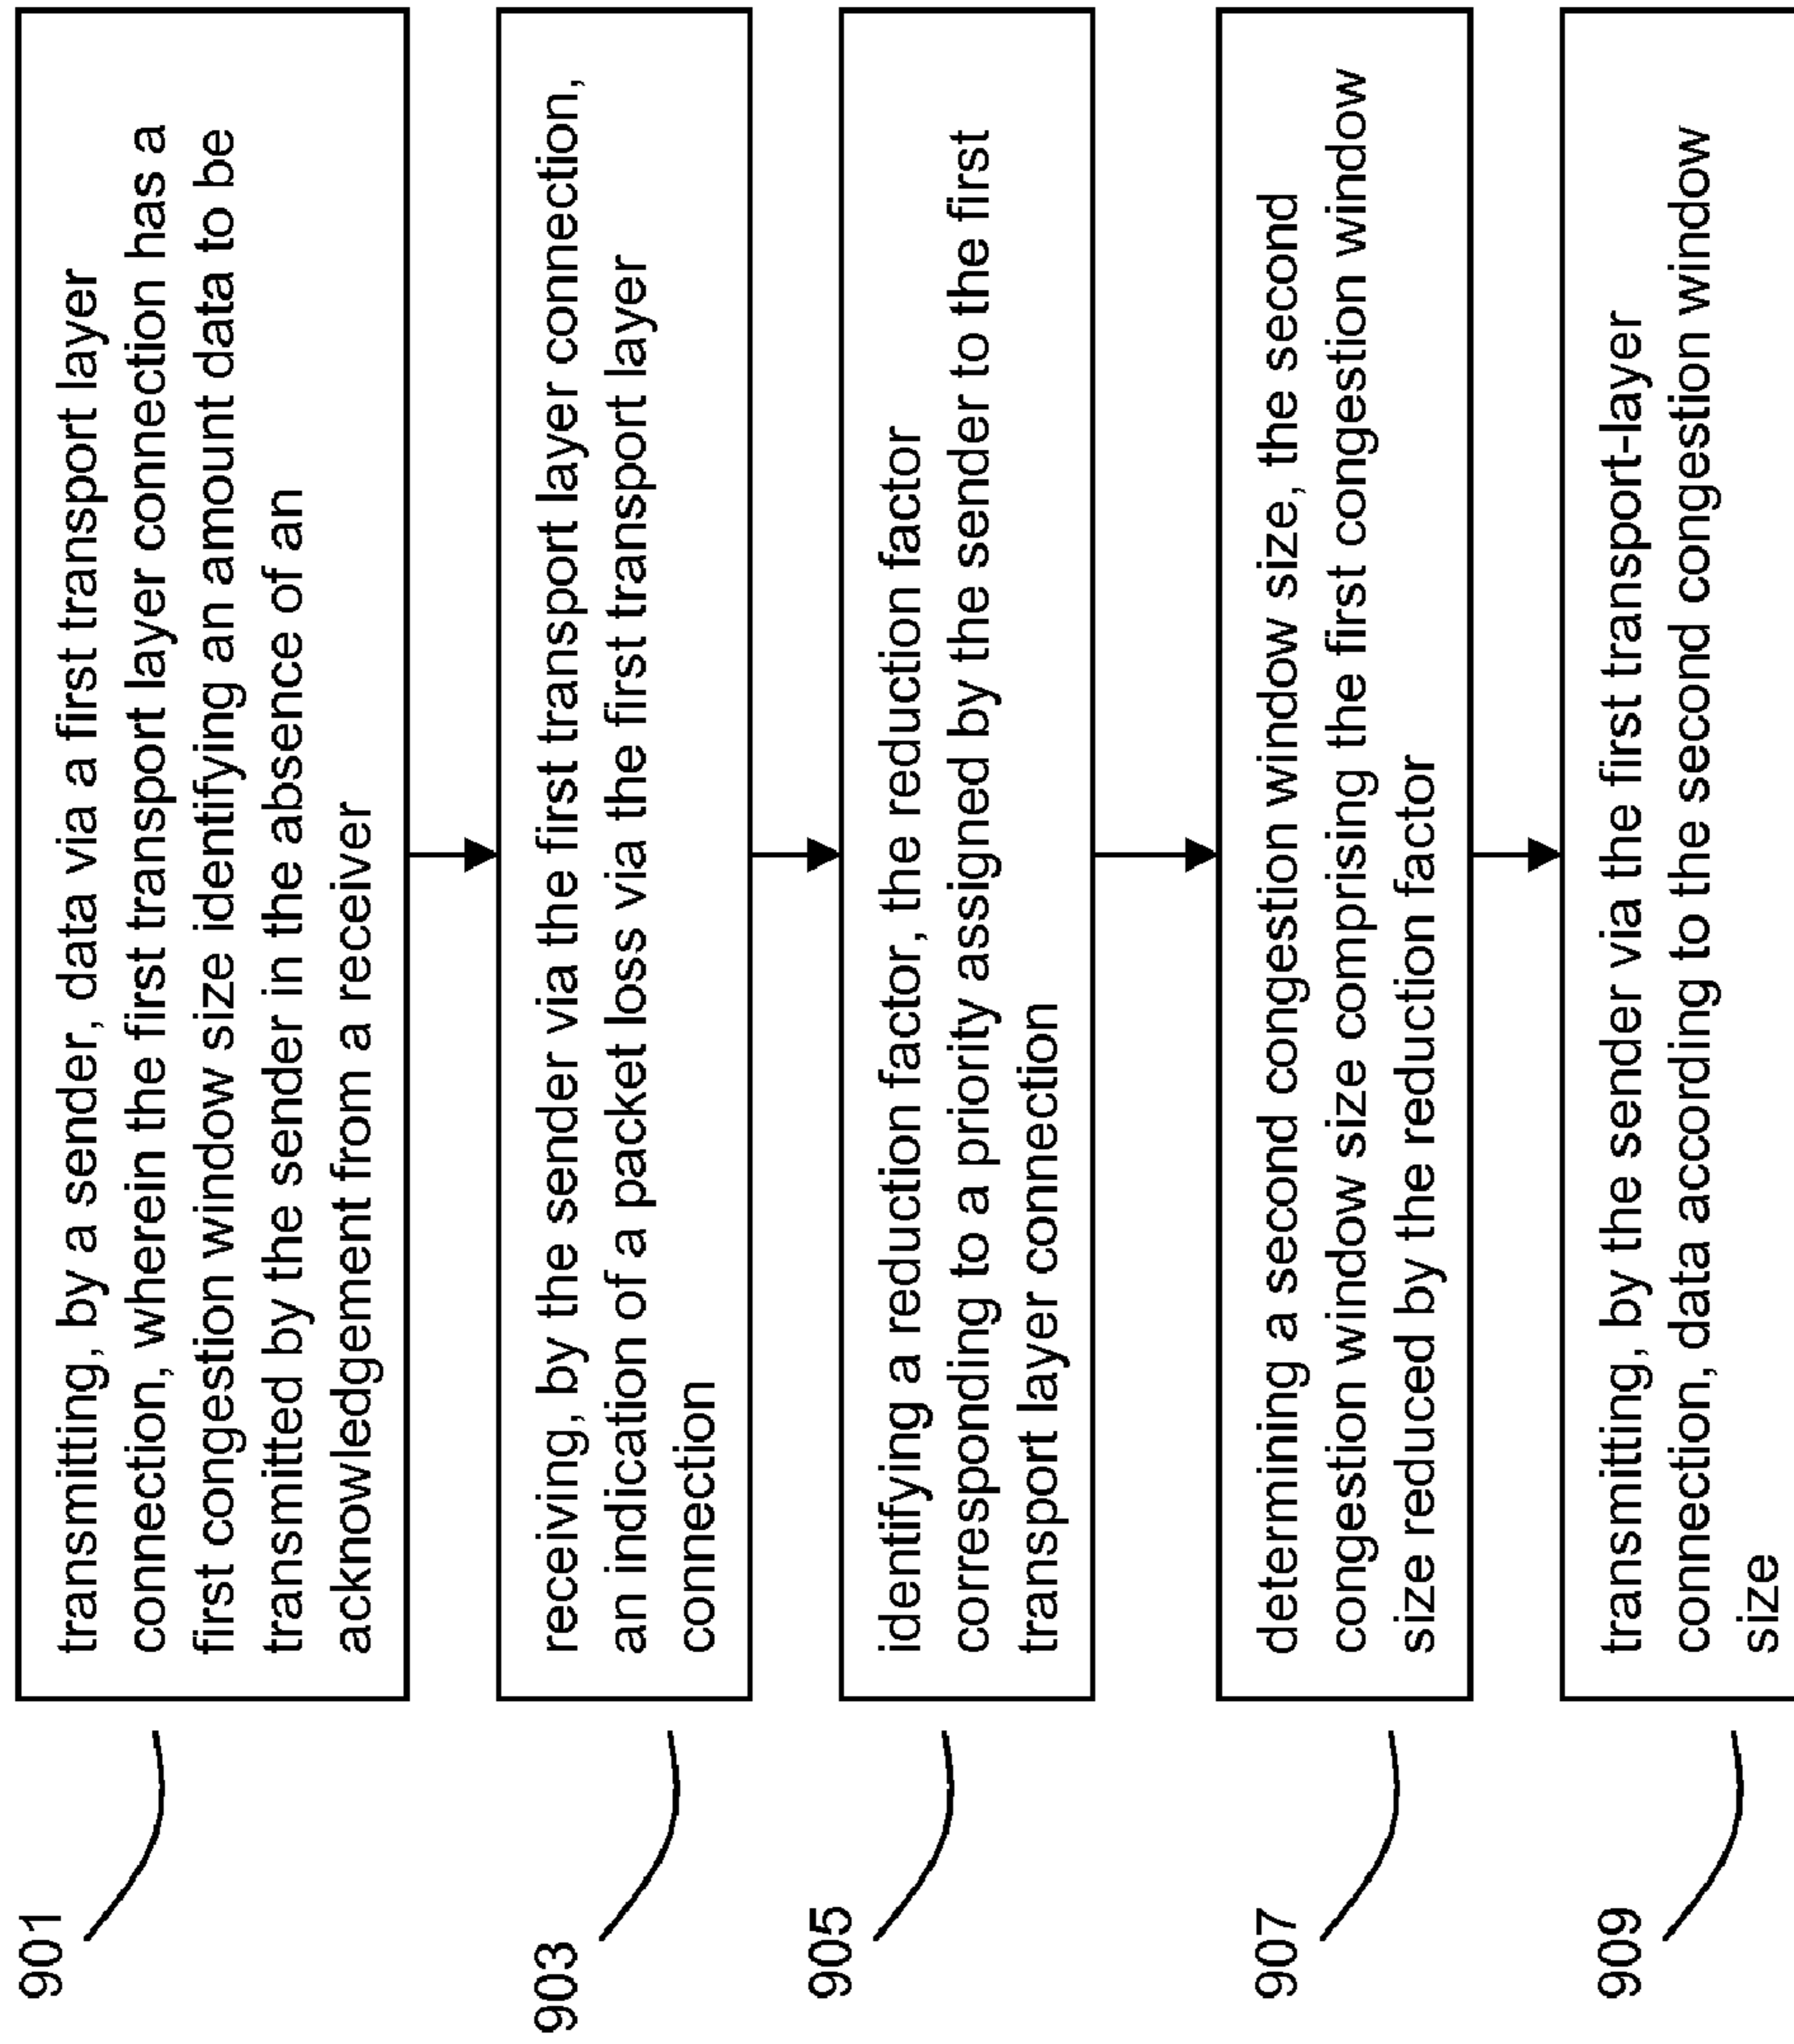 901
transmitting, by a sender, data via a first transport layer
connection, wherein the first transport layer connection has a
first congestion window size identifying an amount data to be
transmitted by the sender in the absence of an
acknowledgement from a receiver
903
receiving, by the sender via the first transport layer connection,
an indication of a packet loss via the first transport layer
connection
905
identifying a reduction factor, the reduction factor
corresponding to a priority assigned by the sender to the first
transport layer connection
907
determining a second congestion window size, the second
congestion window size comprising the first congestion window
size reduced by the reduction factor
909
transmitting, by the sender via the first transport-layer
connection, data according to the second congestion window
size